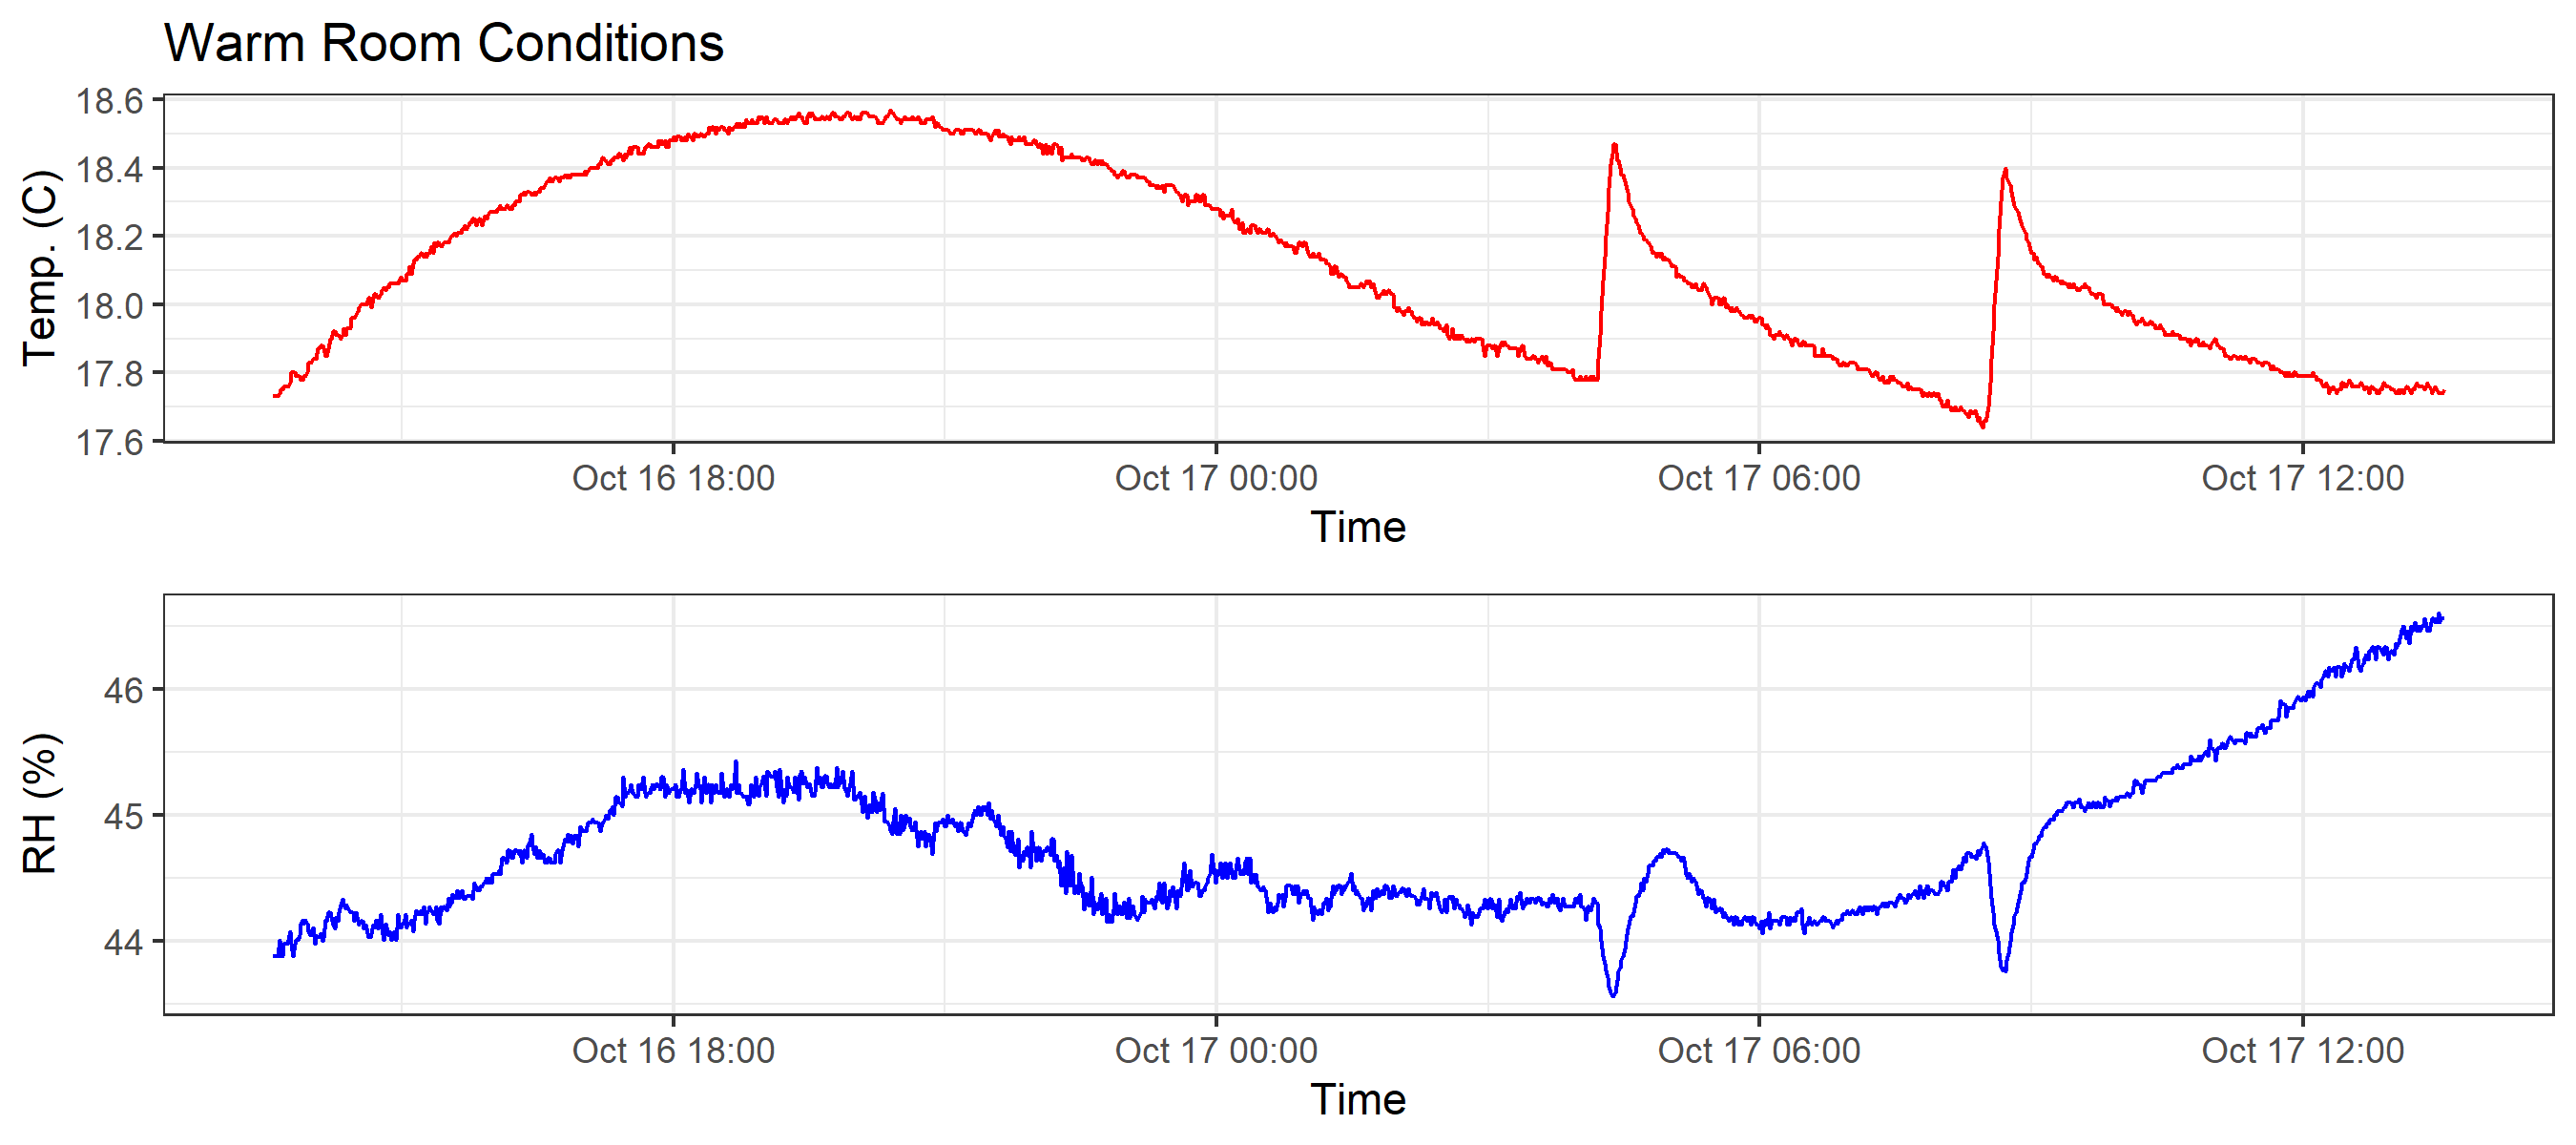 Warm Room Conditions
18.6
18.4
18.2
18.0
17.8
17.6
Temp. (C)
Oct 16 18:00 Oct 17 00:00 Oct 17 06:00 Oct 17 12:00
Time
46
45
44
RH (%)
Oct 16 18:00 Oct 17 00:00 Oct 17 06:00 Oct 17 12:00
Time